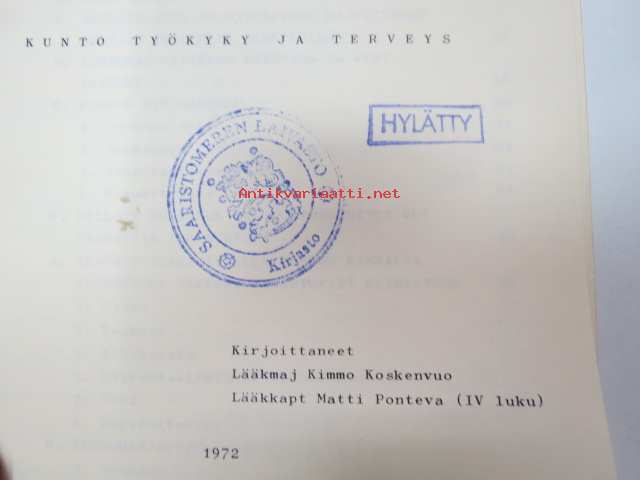 KUNTO TYÖKYKY JA TERVEYS
HYLÄTTY
SAARISTOMEREN LAIVASTO
Kirjasto
Antikvariaatti.net
Kirjoittaneet
Lääkmaj Kimmo Koskenvuo
Lääkkapt Matti Ponteva (IV luku)
1972